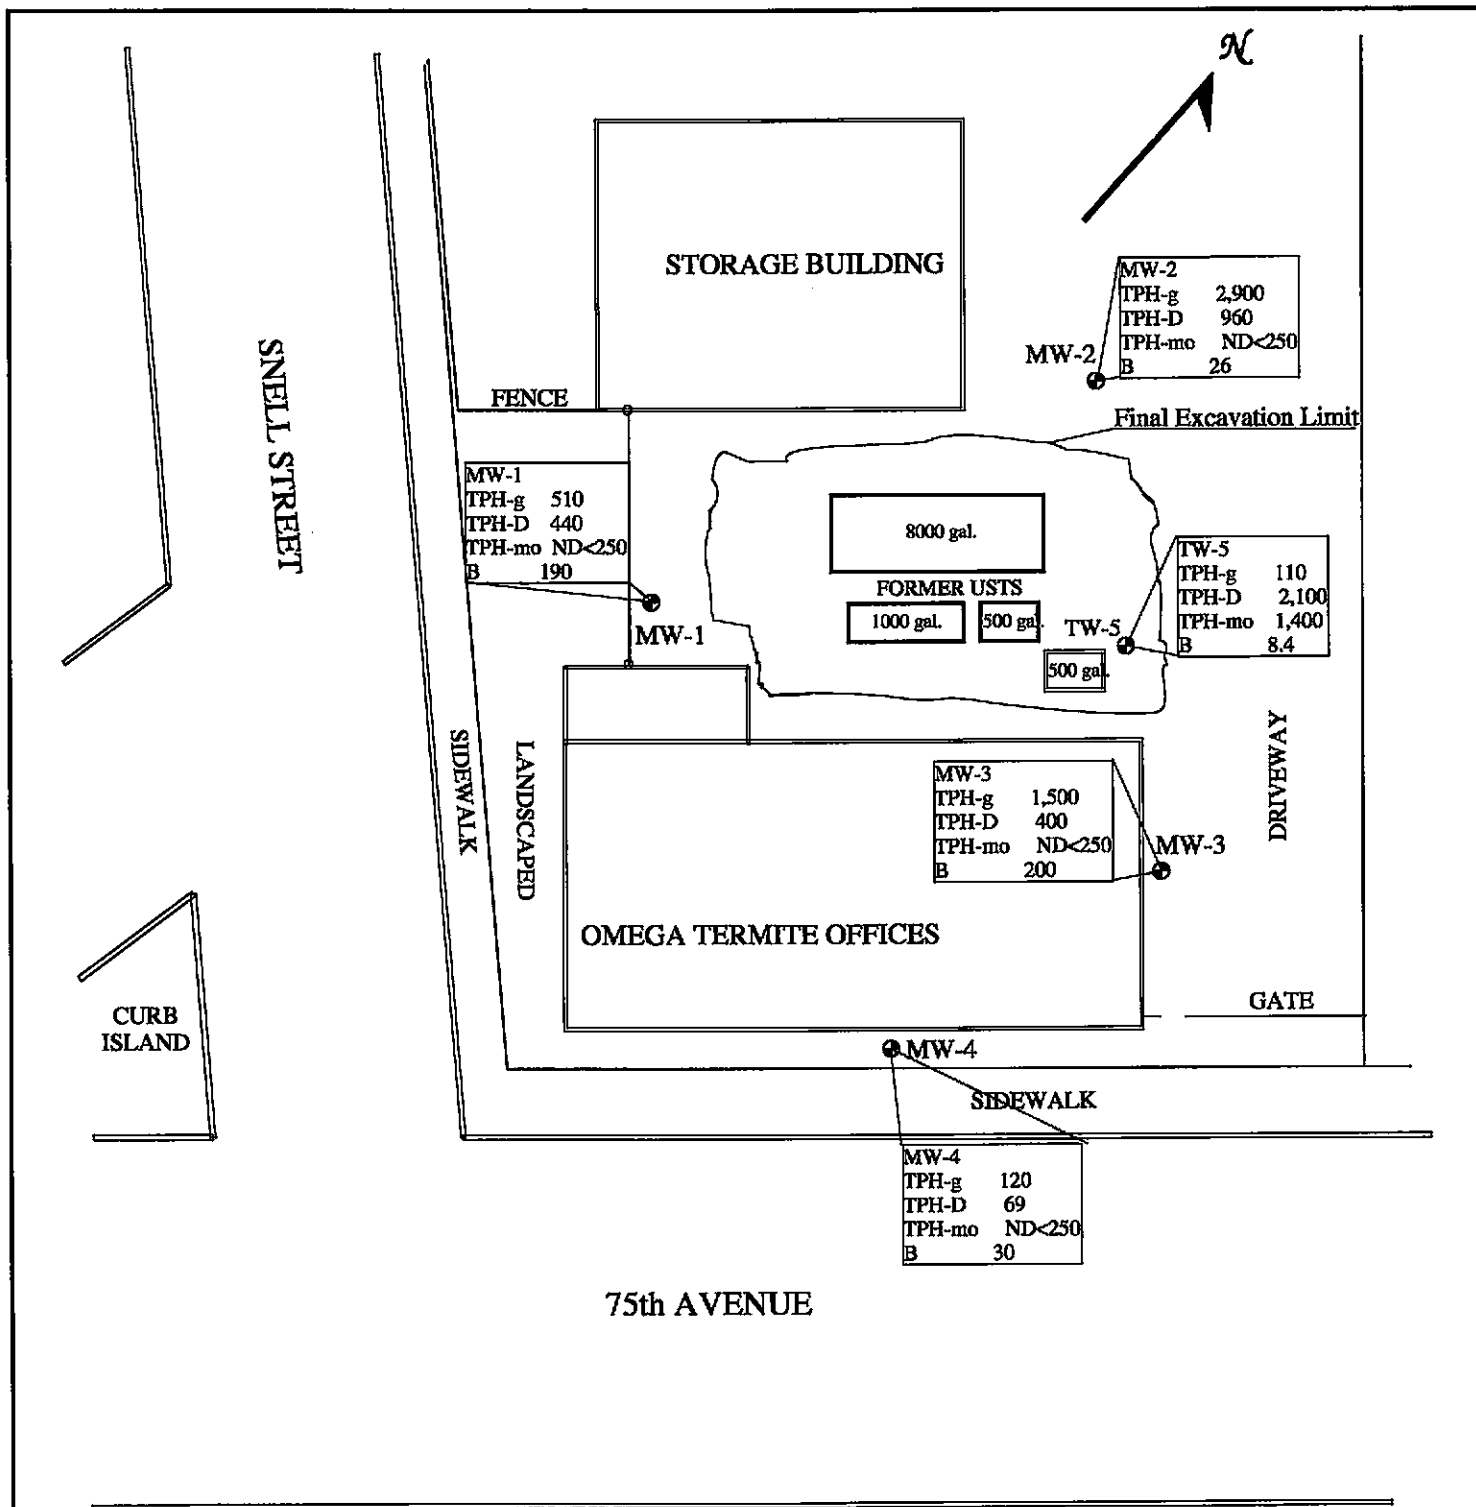 N
STORAGE BUILDING
MW-2
TPH-g 2,900
TPH-D 960
TPH-mo ND<250
B 26
MW-2
SNELL STREET
FENCE
Final Excavation Limit
MW-1
TPH-g 510
TPH-D 440
TPH-mo ND<250
B 190
MW-1
8000 gal.
FORMER USTS
1000 gal.
500 gal.
TW-5
500 gal.
TW-5
TPH-g 110
TPH-D 2,100
TPH-mo 1,400
B 8.4
SIDEWALK
LANDSCAPED
DRIVEWAY
MW-3
TPH-g 1,500
TPH-D 400
TPH-mo ND<250
B 200
MW-3
OMEGA TERMITE OFFICES
GATE
CURB
ISLAND
MW-4
SIDEWALK
MW-4
TPH-g 120
TPH-D 69
TPH-mo ND<250
B 30
75th AVENUE